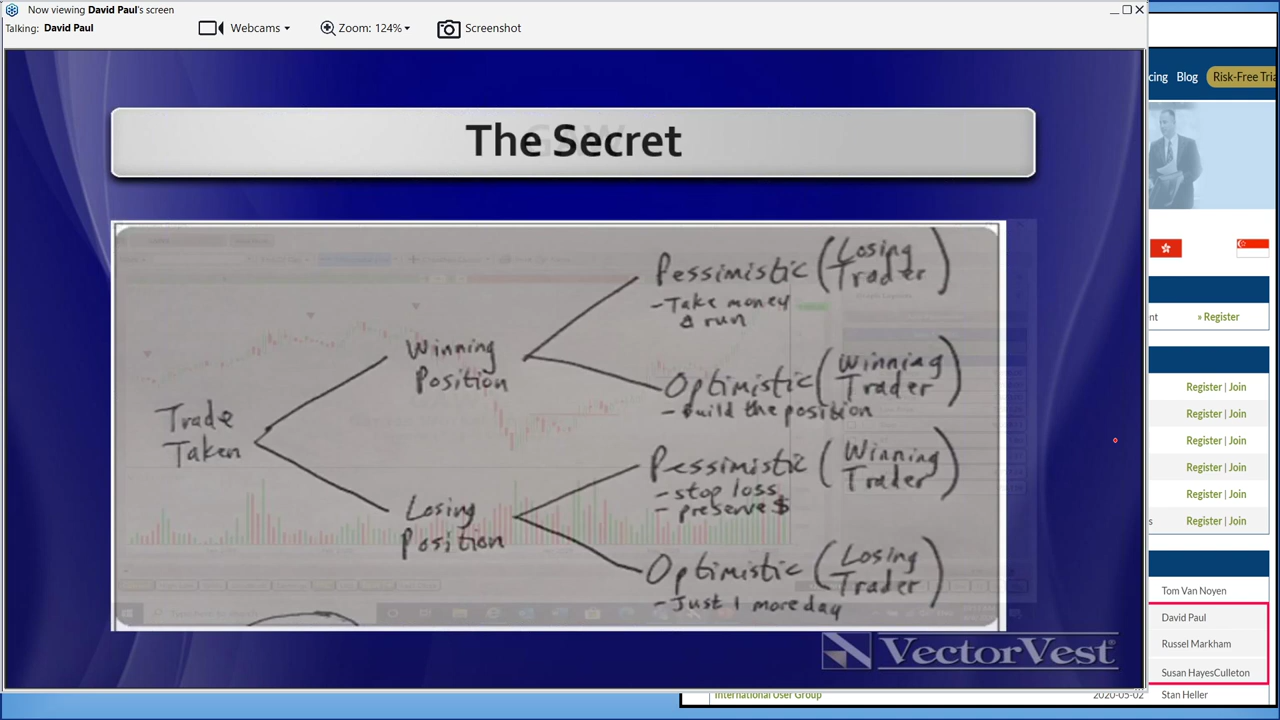 Now viewing David Paul's screen
Talking: David Paul
Webcams
Zoom: 124%
Screenshot
cing Blog Risk-Free Tria
The Secret
Pessimistic (Losing Trader)
- Take money
& run
Winning
Position
Optimistic (Winning Trader)
- Build the position
Trade
Taken
Pessimistic (Winning Trader)
- stop loss
- preserve $
Losing
Position
Optimistic (Losing Trader)
- Just 1 more day
VectorVest
nt » Register
Register | Join
Register | Join
Register | Join
Register | Join
Register | Join
s Register | Join
Tom Van Noyen
David Paul
Russel Markham
Susan HayesCulleton
International User Group 2020-05-02 Stan Heller